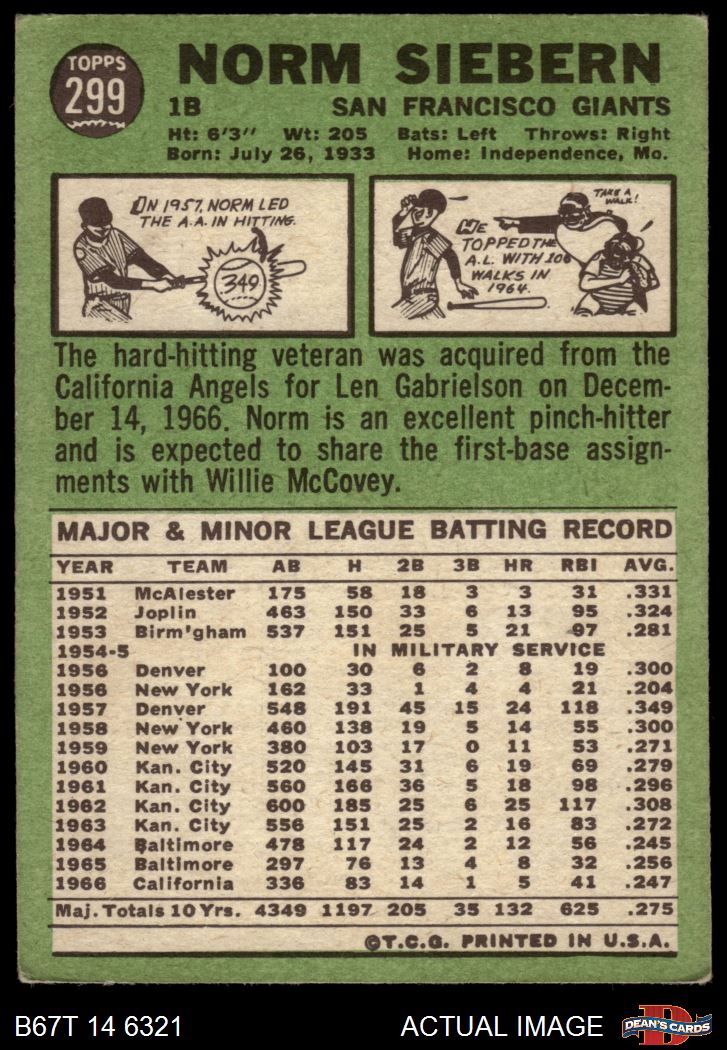 TOPPS
299
NORM SIEBERN
1B SAN FRANCISCO GIANTS
Ht: 6'3" Wt: 205 Bats: Left Throws: Right
Born: July 26, 1933 Home: Independence, Mo.
IN 1957, NORM LED
THE A.A. IN HITTING.
349
HE
TOPPED THE
A.L. WITH 106
WALKS IN
1964.
TAKE A
WALK!
The hard-hitting veteran was acquired from the
California Angels for Len Gabrielson on Decem-
ber 14, 1966. Norm is an excellent pinch-hitter
and is expected to share the first-base assign-
ments with Willie McCovey.
MAJOR & MINOR LEAGUE BATTING RECORD
YEAR TEAM AB H 2B 3B HR RBI AVG.
1951 McAlester 175 58 18 3 3 31 .331
1952 Joplin 463 150 33 6 13 95 .324
1953 Birm'gham 537 151 25 5 21 97 .281
1954-5 IN MILITARY SERVICE
1956 Denver 100 30 6 2 8 19 .300
1956 New York 162 33 1 4 4 21 .204
1957 Denver 548 191 45 15 24 118 .349
1958 New York 460 138 19 5 14 55 .300
1959 New York 380 103 17 0 11 53 .271
1960 Kan. City 520 145 31 6 19 69 .279
1961 Kan. City 560 166 36 5 18 98 .296
1962 Kan. City 600 185 25 6 25 117 .308
1963 Kan. City 556 151 25 2 16 83 .272
1964 Baltimore 478 117 24 2 12 56 .245
1965 Baltimore 297 76 13 4 8 32 .256
1966 California 336 83 14 1 5 41 .247
Maj. Totals 10 Yrs. 4349 1197 205 35 132 625 .275
©T.C.G. PRINTED IN U.S.A.
B67T 14 6321 ACTUAL IMAGE
D
DEAN'S CARDS